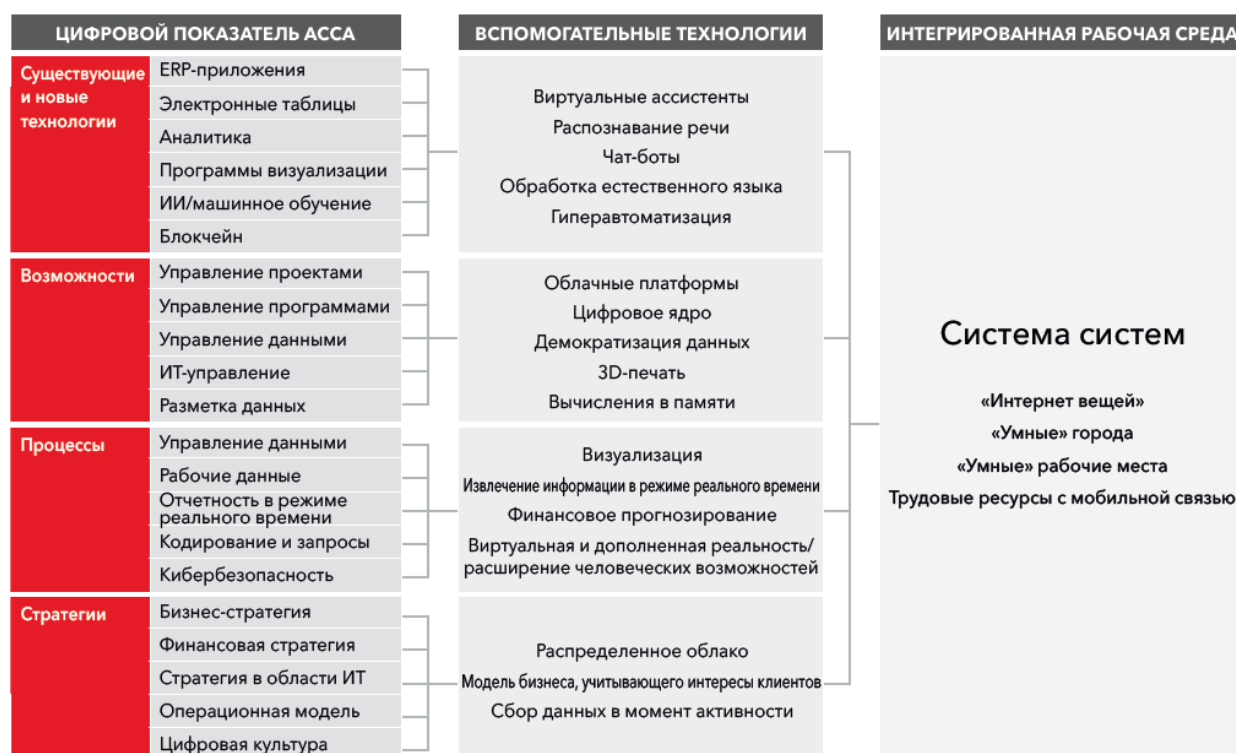 ЦИФРОВОЙ ПОКАЗАТЕЛЬ АССА
ВСПОМОГАТЕЛЬНЫЕ ТЕХНОЛОГИИ
ИНТЕГРИРОВАННАЯ РАБОЧАЯ СРЕДА
Существующие
и новые
технологии
ERP-приложения
Электронные таблицы
Аналитика
Программы визуализации
ИИ/машинное обучение
Блокчейн
Виртуальные ассистенты
Распознавание речи
Чат-боты
Обработка естественного языка
Гиперавтоматизация
Возможности
Управление проектами
Управление программами
Управление данными
ИТ-управление
Разметка данных
Облачные платформы
Цифровое ядро
Демократизация данных
3D-печать
Вычисления в памяти
Процессы
Управление данными
Рабочие данные
Отчетность в режиме
реального времени
Кодирование и запросы
Кибербезопасность
Визуализация
Извлечение информации в режиме реального времени
Финансовое прогнозирование
Виртуальная и дополненная реальность/
расширение человеческих возможностей
Стратегии
Бизнес-стратегия
Финансовая стратегия
Стратегия в области ИТ
Операционная модель
Цифровая культура
Распределенное облако
Модель бизнеса, учитывающего интересы клиентов
Сбор данных в момент активности
Система систем
«Интернет вещей»
«Умные» города
«Умные» рабочие места
Трудовые ресурсы с мобильной связью